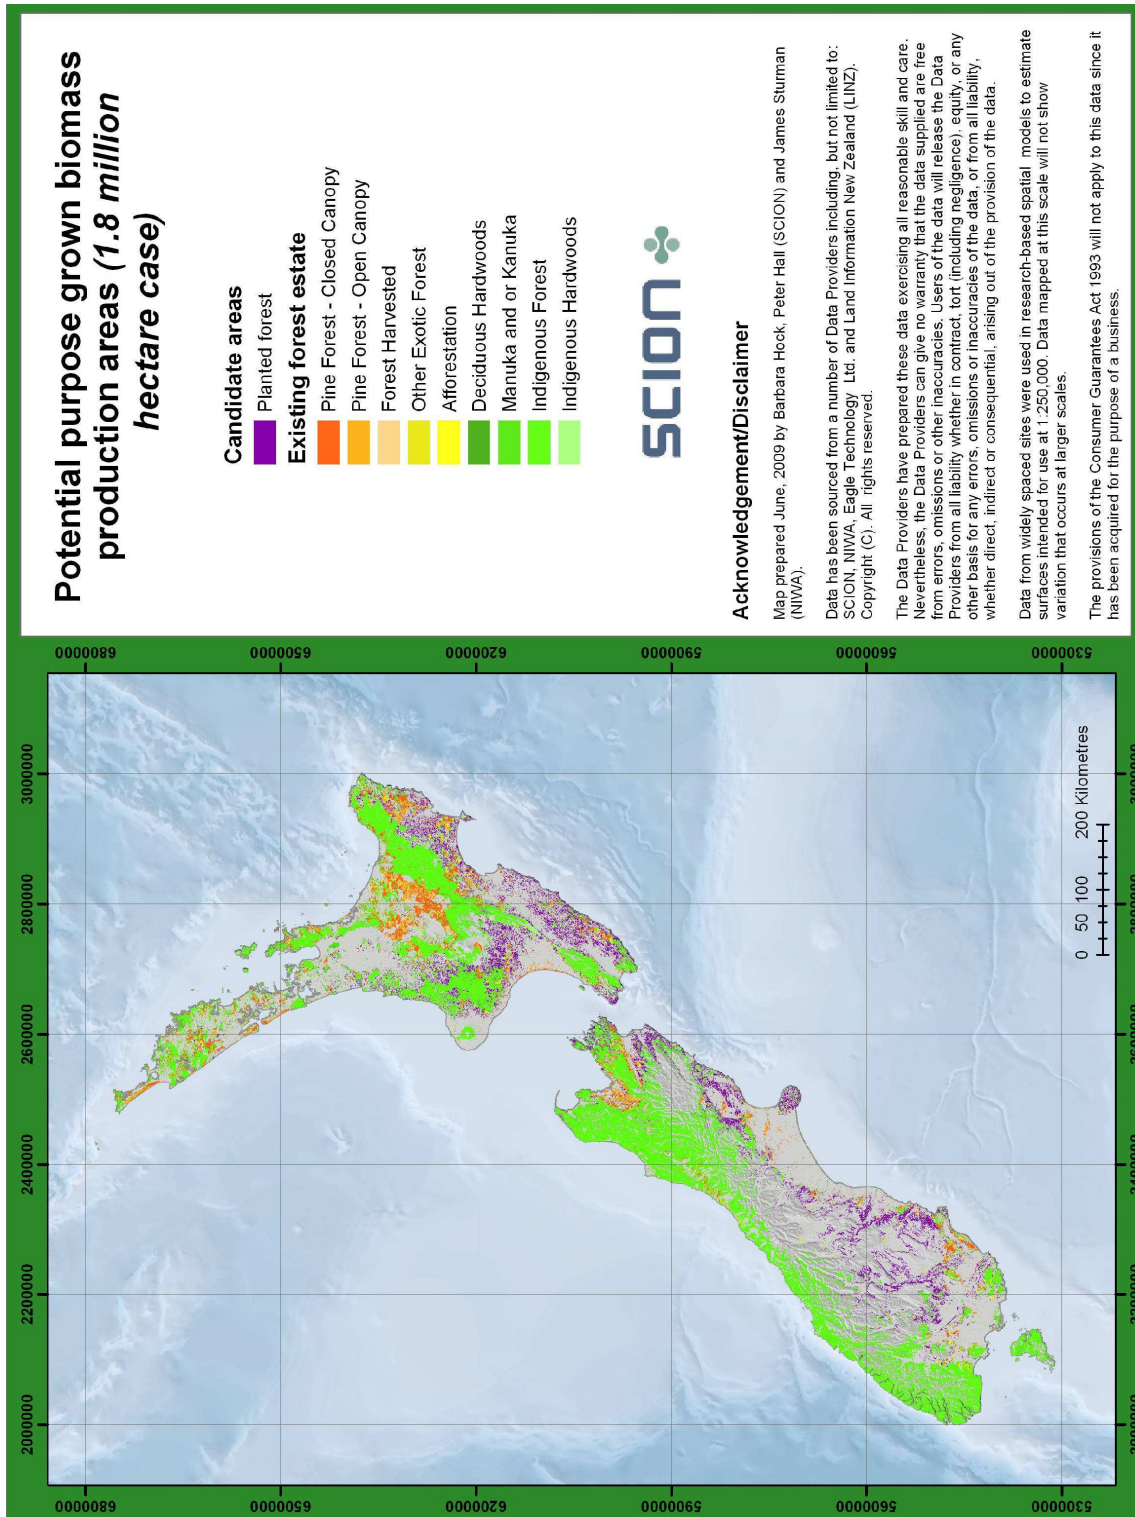 2000000 2200000 2400000 2600000 2800000 3000000
6800000 6800000
6500000 6500000
6200000 6200000
5900000 5900000
5600000 5600000
5300000 5300000
0 50 100 200 Kilometres
2000000 2200000 2400000 2600000 2800000 3000000
Potential purpose grown biomass
production areas (1.8 million
hectare case)
Candidate areas
Planted forest
Existing forest estate
Pine Forest - Closed Canopy
Pine Forest - Open Canopy
Forest Harvested
Other Exotic Forest
Afforestation
Deciduous Hardwoods
Manuka and or Kanuka
Indigenous Forest
Indigenous Hardwoods
SCION
Acknowledgement/Disclaimer
Map prepared June, 2009 by Barbara Hock, Peter Hall (SCION) and James Sturman
(NIWA).
Data has been sourced from a number of Data Providers including, but not limited to:
SCION, NIWA, Eagle Technology Ltd. and Land Information New Zealand (LINZ).
Copyright (C). All rights reserved.
The Data Providers have prepared these data exercising all reasonable skill and care.
Nevertheless, the Data Providers can give no warranty that the data supplied are free
from errors, omissions or other inaccuracies. Users of the data will release the Data
Providers from all liability whether in contract, tort (including negligence), equity, or any
other basis for any errors, omissions or inaccuracies of the data, or from all liability,
whether direct, indirect or consequential, arising out of the provision of the data.
Data from widely spaced sites were used in research-based spatial models to estimate
surfaces intended for use at 1:250,000. Data mapped at this scale will not show
variation that occurs at larger scales.
The provisions of the Consumer Guarantees Act 1993 will not apply to this data since it
has been acquired for the purpose of a business.